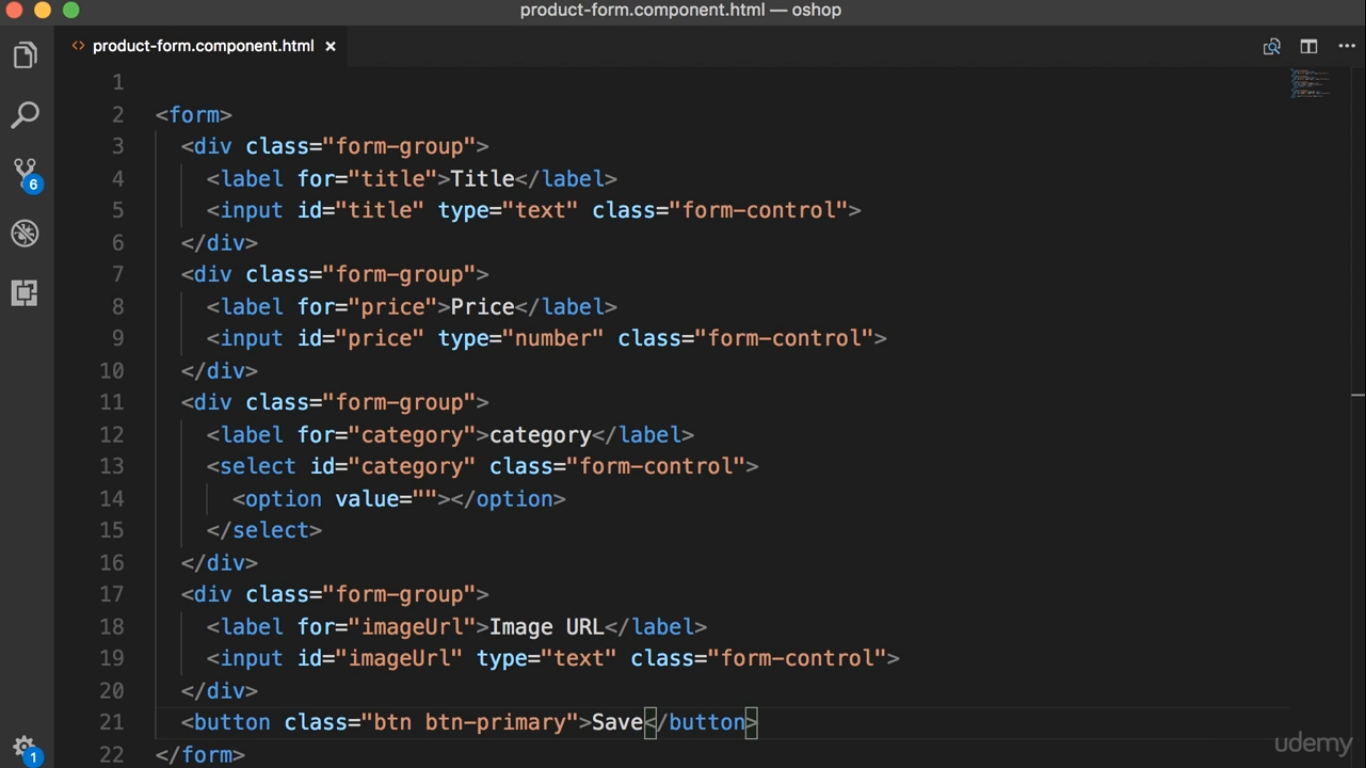 product-form.component.html — oshop
<> product-form.component.html ×
1
2 <form>
3 <div class="form-group">
4 <label for="title">Title</label>
5 <input id="title" type="text" class="form-control">
6 </div>
7 <div class="form-group">
8 <label for="price">Price</label>
9 <input id="price" type="number" class="form-control">
10 </div>
11 <div class="form-group">
12 <label for="category">category</label>
13 <select id="category" class="form-control">
14 <option value=""></option>
15 </select>
16 </div>
17 <div class="form-group">
18 <label for="imageUrl">Image URL</label>
19 <input id="imageUrl" type="text" class="form-control">
20 </div>
21 <button class="btn btn-primary">Save</button>
22 </form>
6
1
udemy